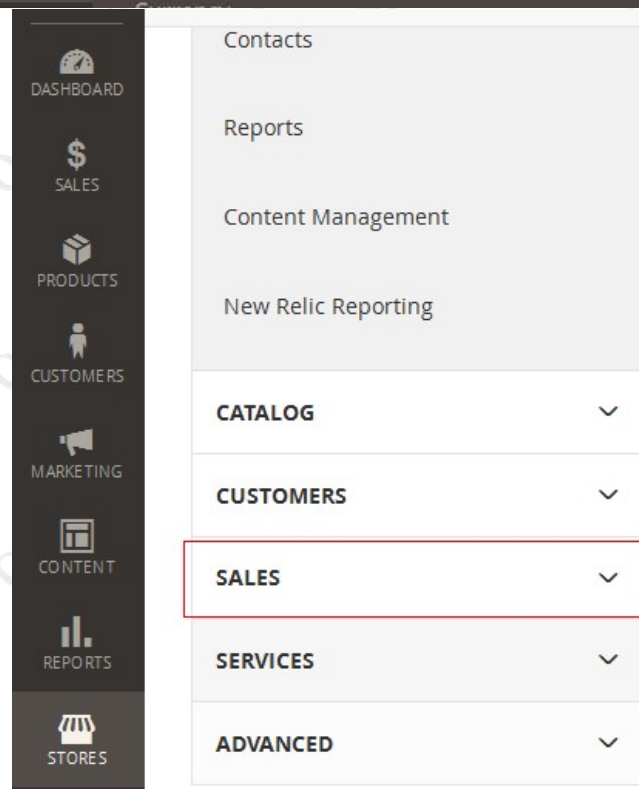 DASHBOARD
SALES
PRODUCTS
CUSTOMERS
MARKETING
CONTENT
REPORTS
STORES
Contacts
Reports
Content Management
New Relic Reporting
CATALOG
CUSTOMERS
SALES
SERVICES
ADVANCED